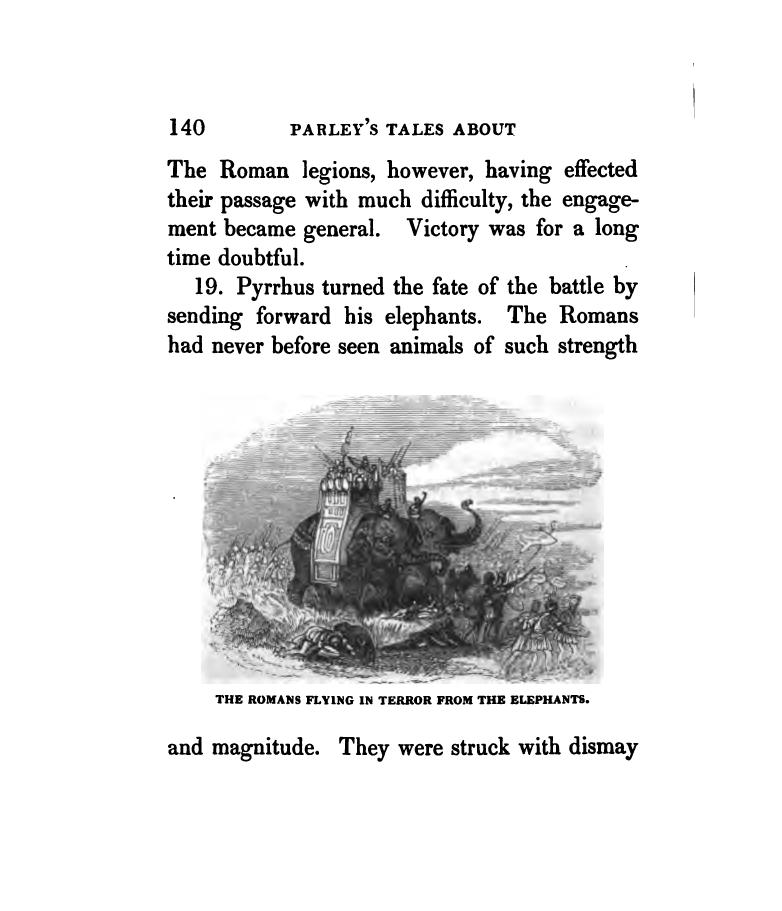 140 PARLEY'S TALES ABOUT
The Roman legions, however, having effected
their passage with much difficulty, the engage-
ment became general. Victory was for a long
time doubtful.
19. Pyrrhus turned the fate of the battle by
sending forward his elephants. The Romans
had never before seen animals of such strength
THE ROMANS FLYING IN TERROR FROM THE ELEPHANTS.
and magnitude. They were struck with dismay